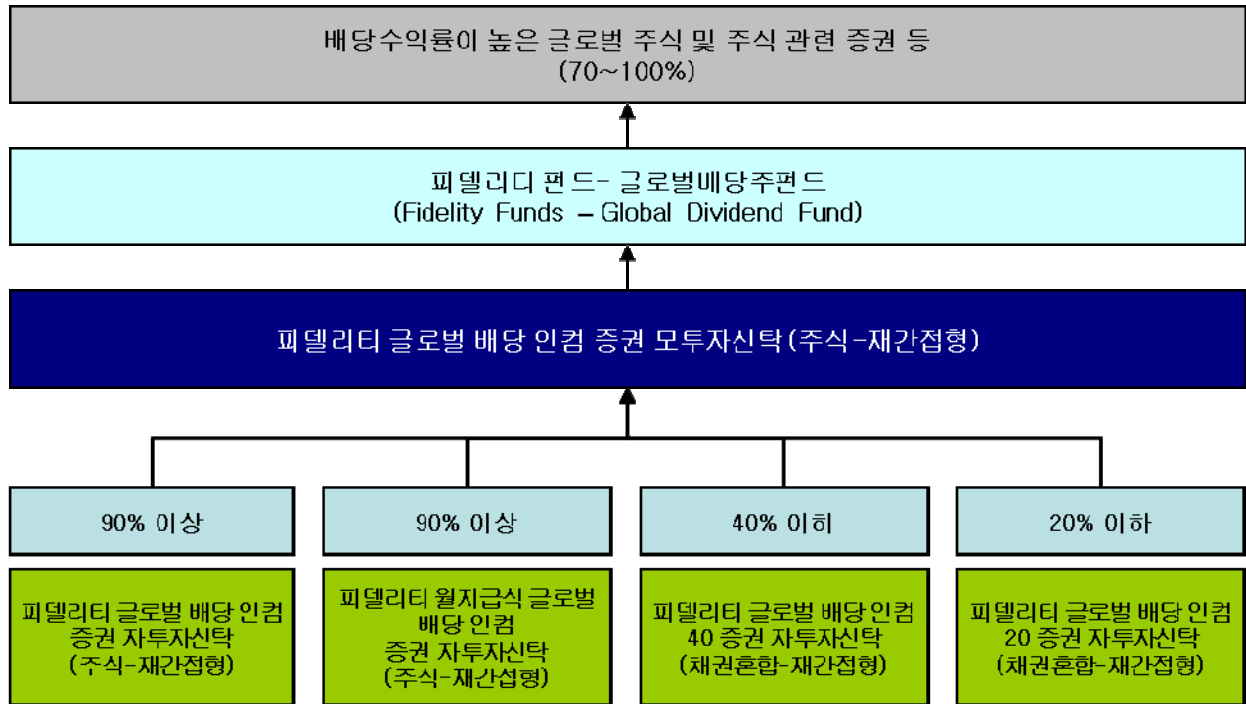 배당수익률이 높은 글로벌 주식 및 주식 관련 증권 등
(70~100%)
피델리티 펀드- 글로벌배당주펀드
(Fidelity Funds – Global Dividend Fund)
피델리티 글로벌 배당 인컴 증권 모투자신탁(주식-재간접형)
90% 이상
90% 이상
40% 이하
20% 이하
피델리티 글로벌 배당 인컴
증권 자투자신탁
(주식-재간접형)
피델리티 월지급식 글로벌
배당 인컴
증권 자투자신탁
(주식-재간접형)
피델리티 글로벌 배당 인컴
40 증권 자투자신탁
(채권혼합-재간접형)
피델리티 글로벌 배당 인컴
20 증권 자투자신탁
(채권혼합-재간접형)